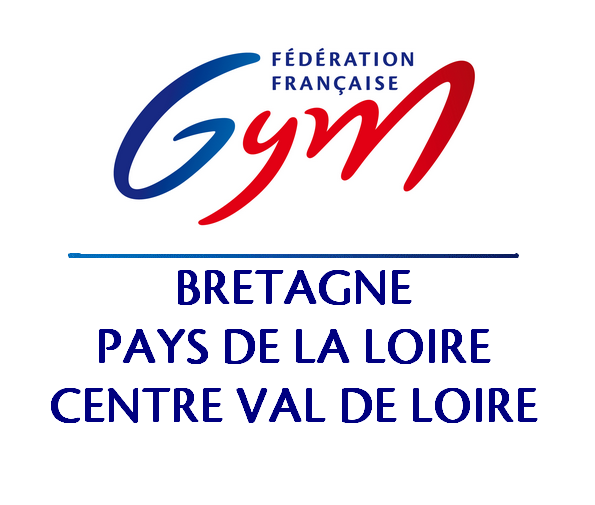 FÉDÉRATION
FRANÇAISE
Gym
BRETAGNE
PAYS DE LA LOIRE
CENTRE VAL DE LOIRE